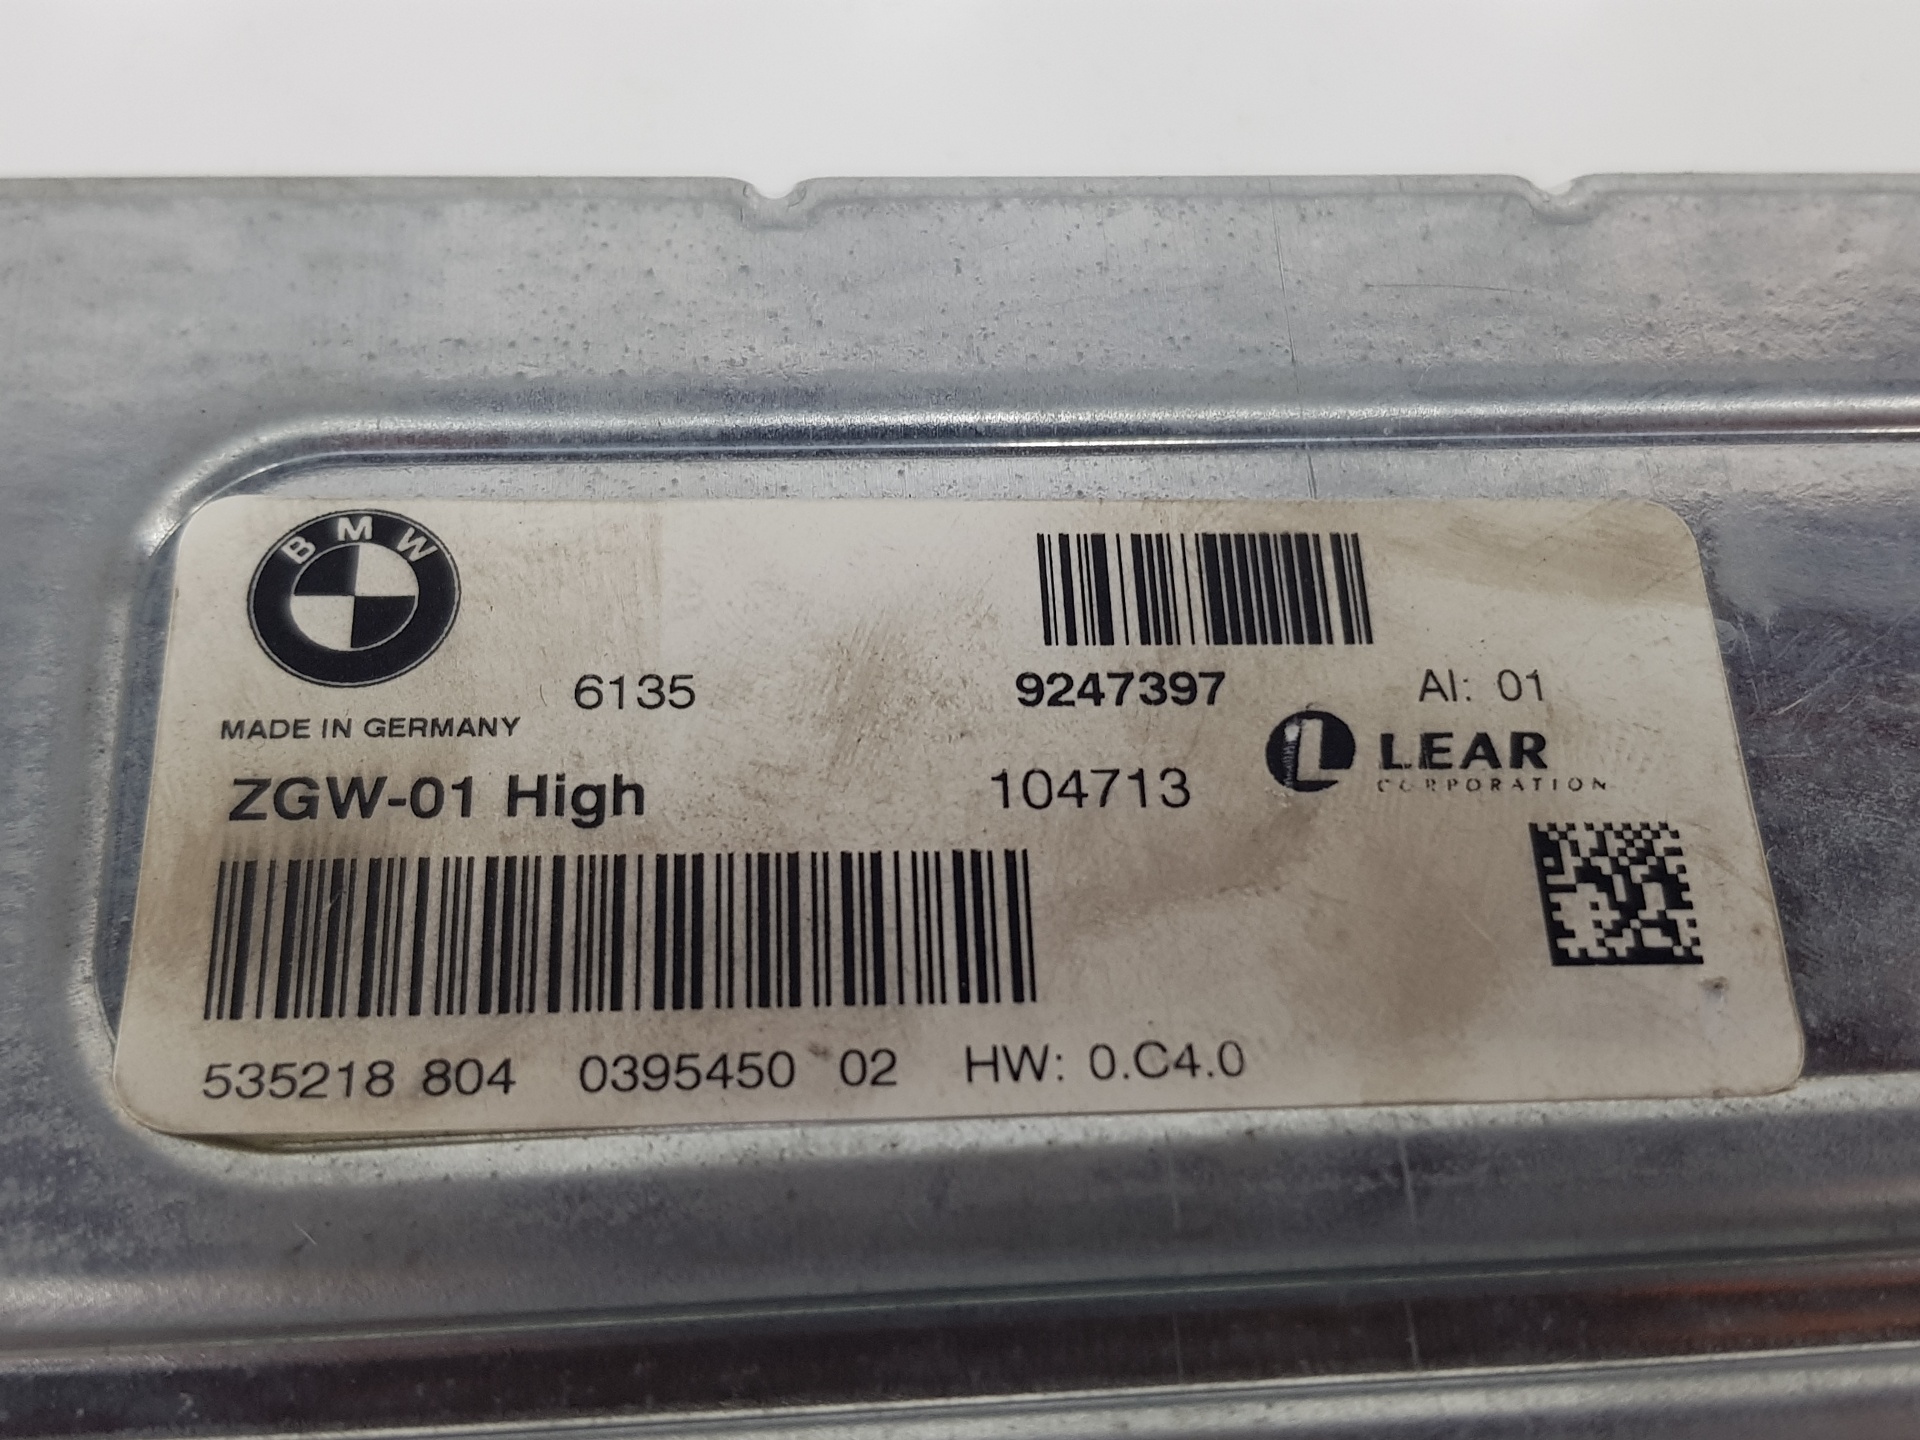 BMW
6135 9247397 AI: 01
MADE IN GERMANY
LEAR
CORPORATION
ZGW-01 High 104713
535218 804 0395450 02 HW: 0.C4.0